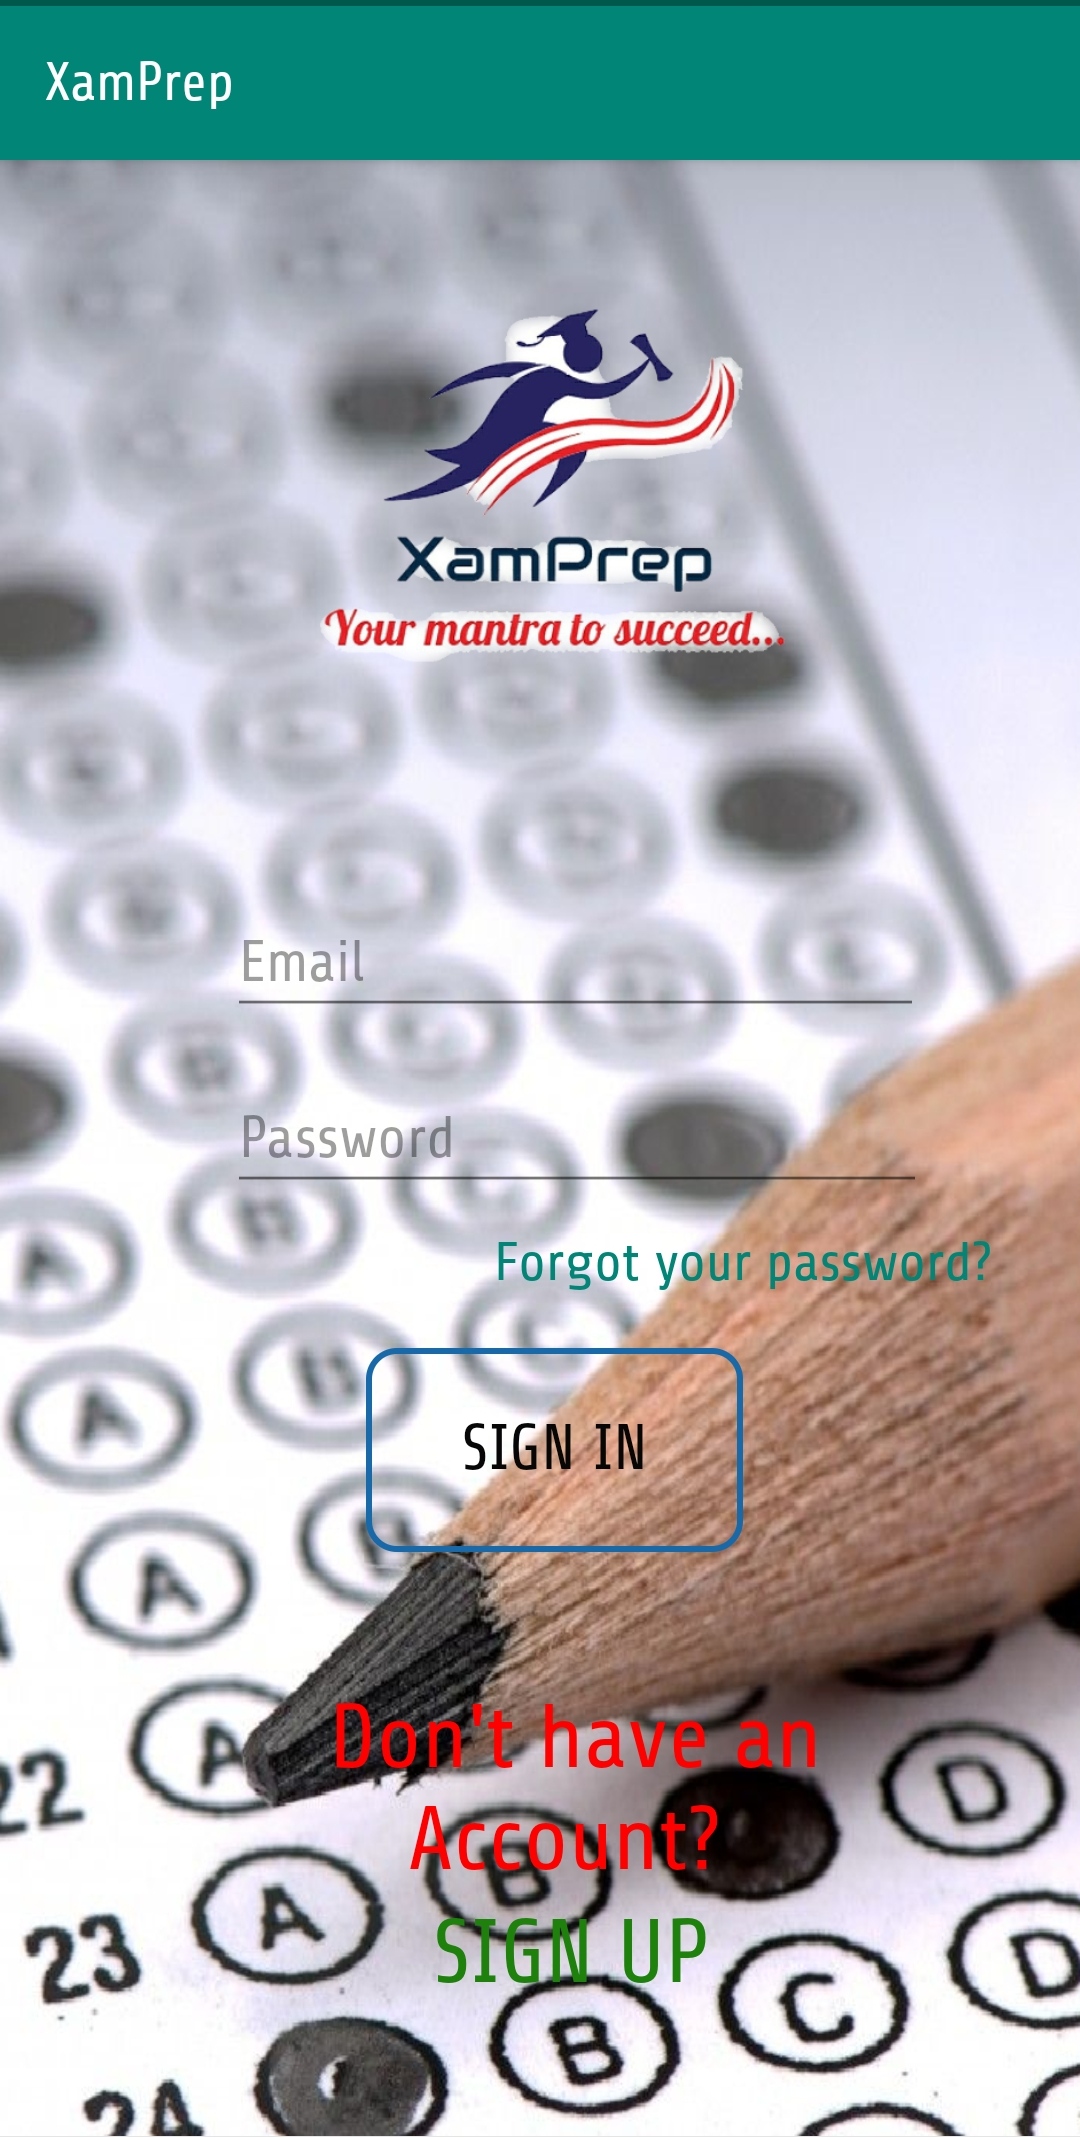 XamPrep
XamPrep
Your mantra to succeed...
Email
Password
Forgot your password?
SIGN IN
Don't have an
Account?
SIGN UP
A
B
C
A
B
A
A
22
A
D
23
A
B
C
D
24
B